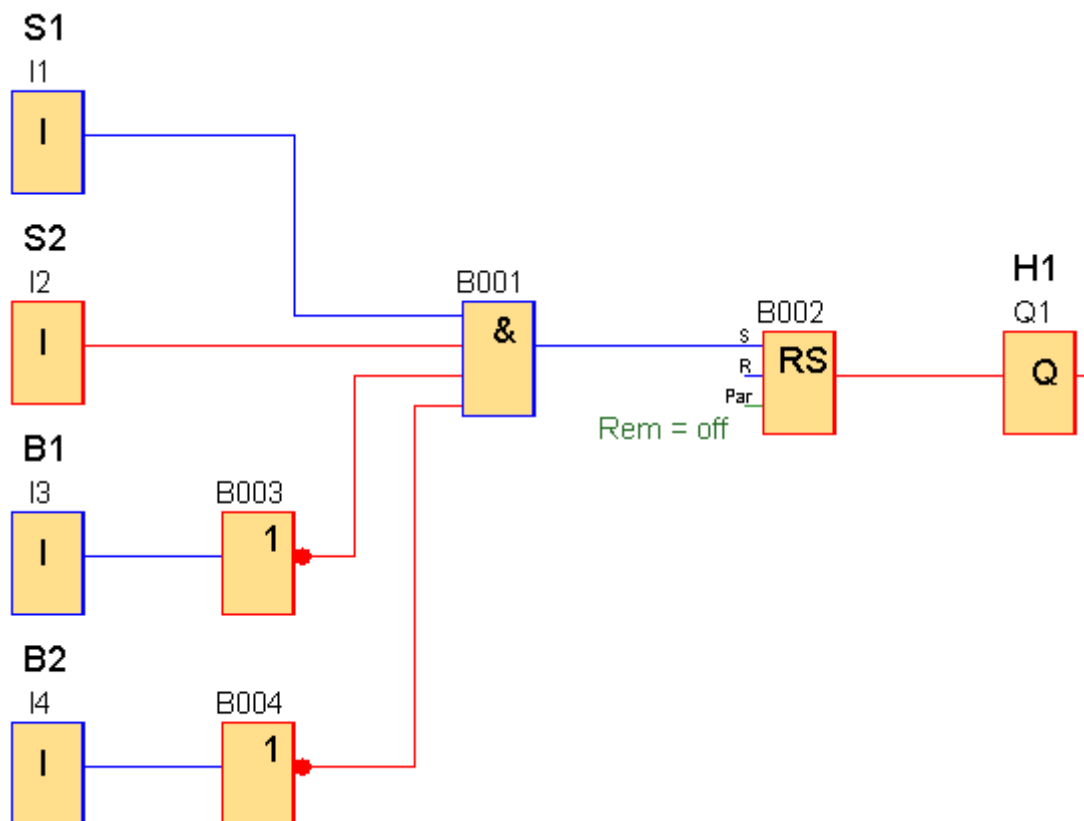 S1
I1
I
S2
I2
I
B001
&
B002
S
R
Par
RS
Rem = off
H1
Q1
Q
B1
I3
I
B003
1
B2
I4
I
B004
1